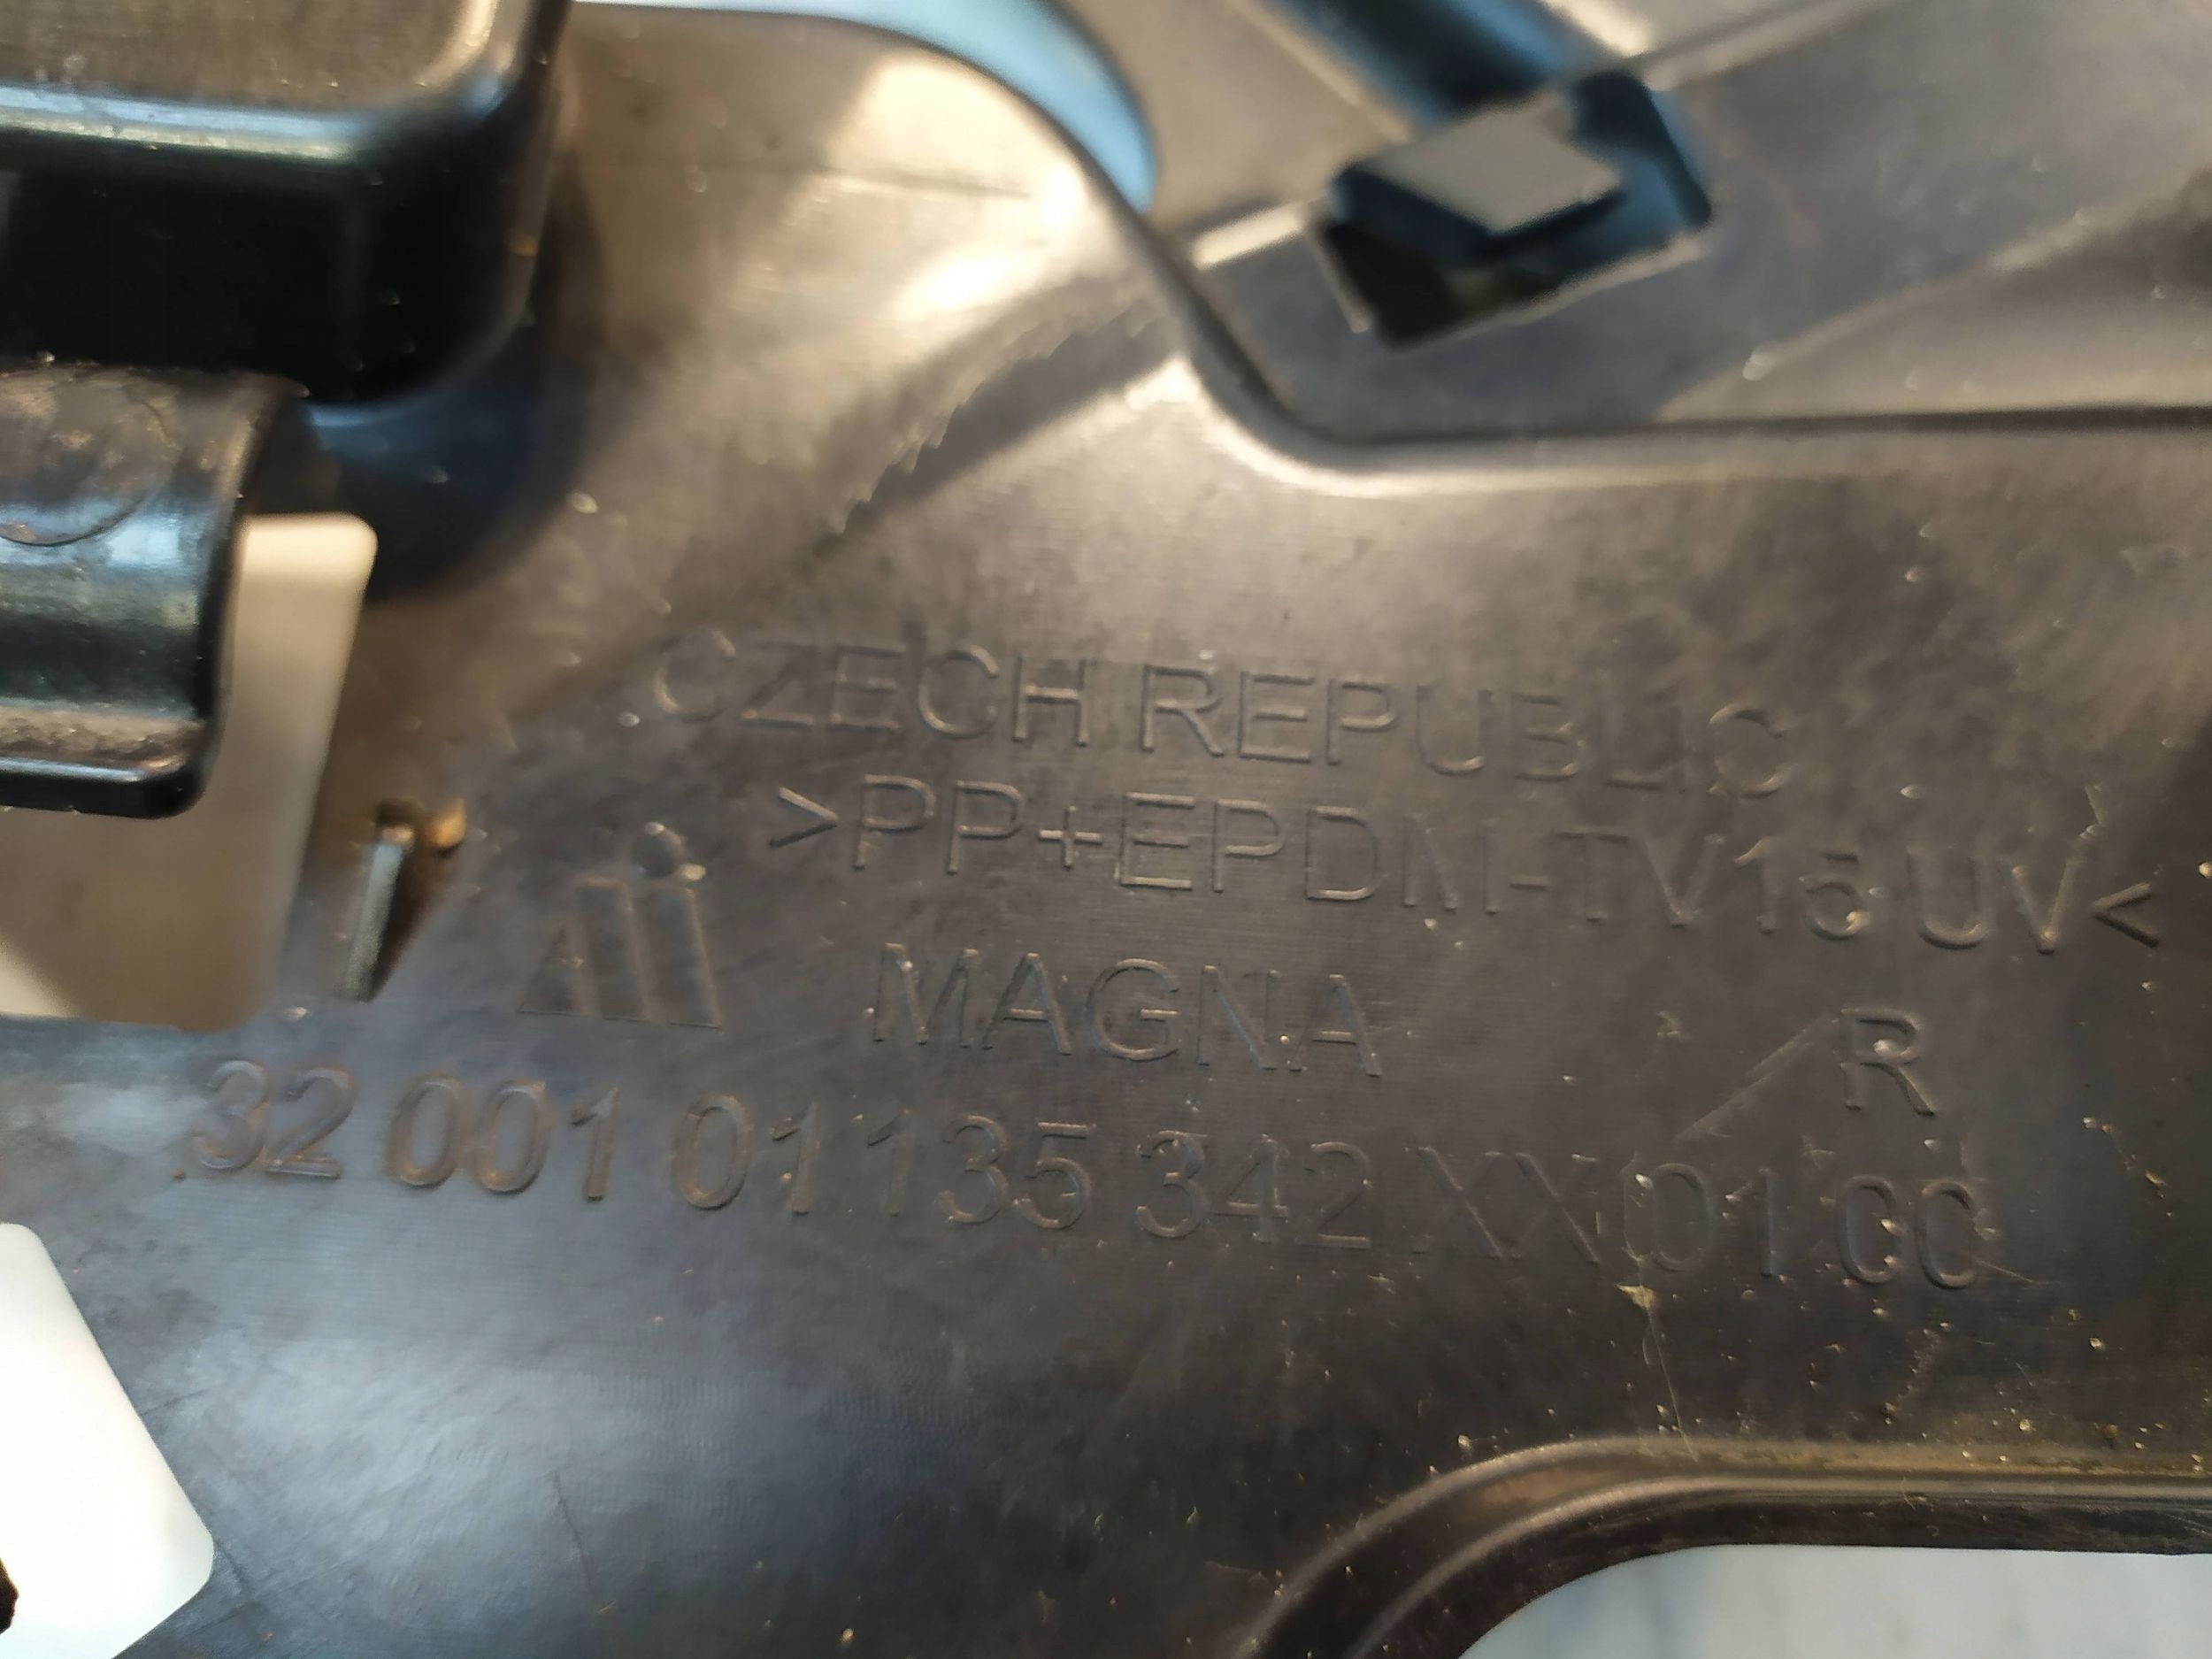 CZECH REPUBLIC
>PP+EPDM-TV15 UV<
MAGNA
R
32 001 01 135 342 XX 01 00